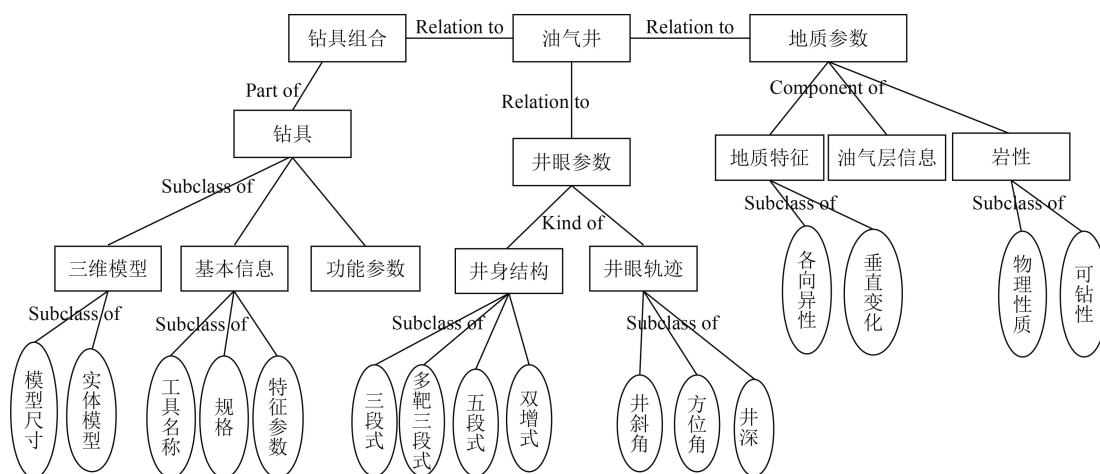 钻具组合
Relation to
油气井
Relation to
地质参数
Part of
Relation to
Component of
钻具
井眼参数
地质特征
油气层信息
岩性
Subclass of
Kind of
Subclass of
Subclass of
三维模型
基本信息
功能参数
井身结构
井眼轨迹
各向异性
垂直变化
物理性质
可钻性
Subclass of
Subclass of
Subclass of
Subclass of
模型尺寸
实体模型
工具名称
规格
特征参数
三段式
多靶三段式
五段式
双增式
井斜角
方位角
井深